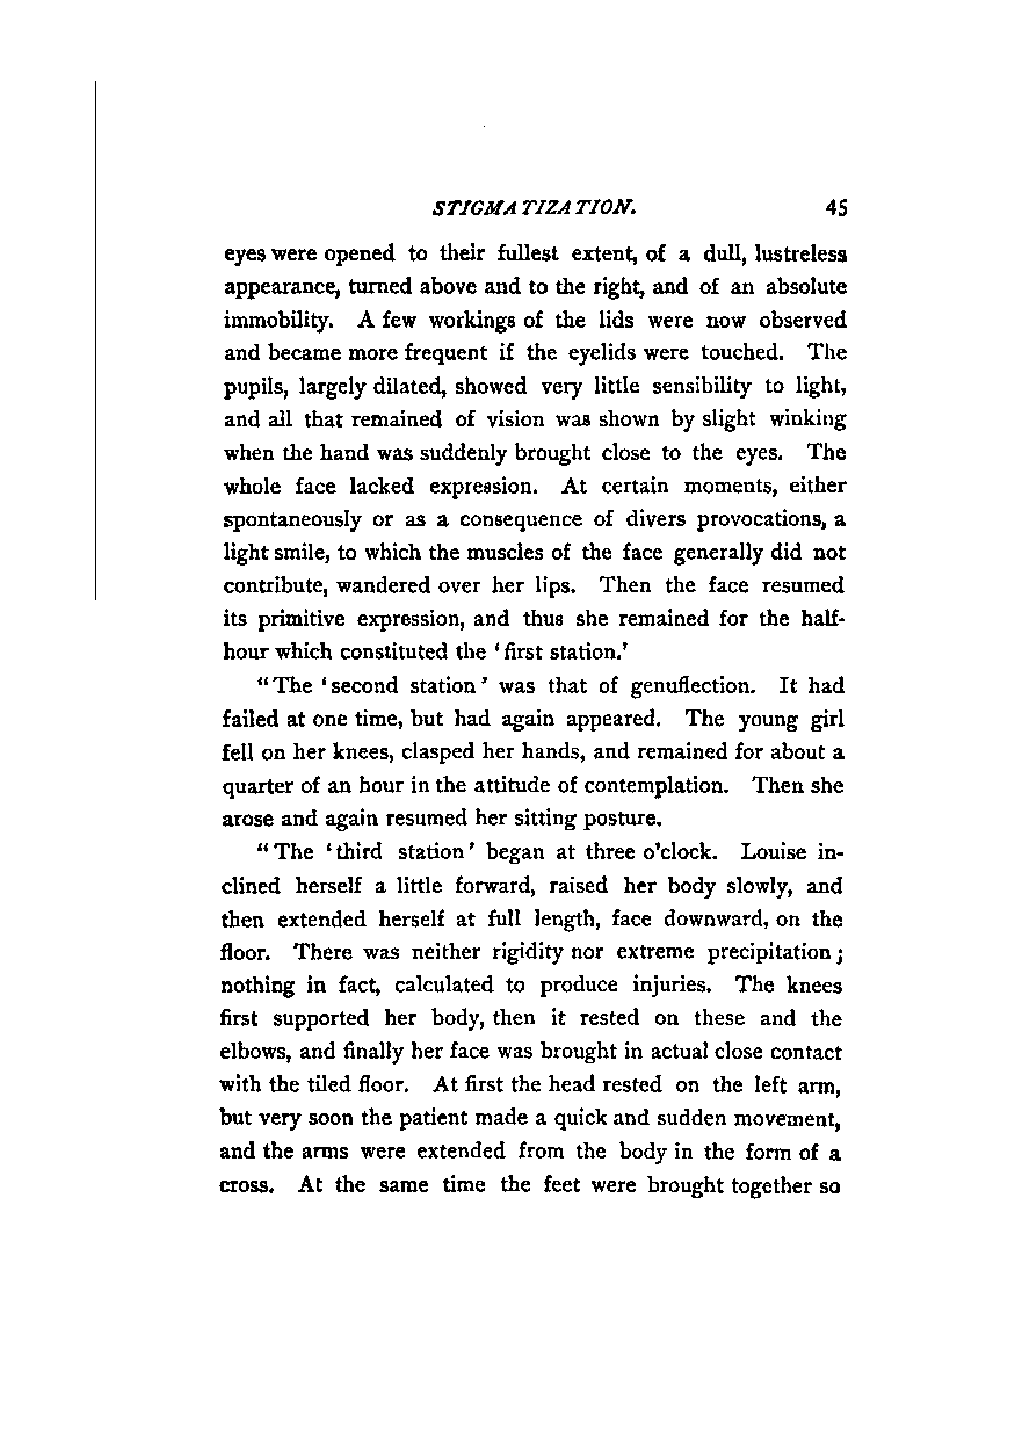 STIGMATIZATION. 45
eyes were opened to their fullest extent, of a dull, lustreless
appearance, turned above and to the right, and of an absolute
immobility. A few workings of the lids were now observed
and became more frequent if the eyelids were touched. The
pupils, largely dilated, showed very little sensibility to light,
and all that remained of vision was shown by slight winking
when the hand was suddenly brought close to the eyes. The
whole face lacked expression. At certain moments, either
spontaneously or as a consequence of divers provocations, a
light smile, to which the muscles of the face generally did not
contribute, wandered over her lips. Then the face resumed
its primitive expression, and thus she remained for the half-
hour which constituted the ‘first station.’
“The ‘second station’ was that of genuflection. It had
failed at one time, but had again appeared. The young girl
fell on her knees, clasped her hands, and remained for about a
quarter of an hour in the attitude of contemplation. Then she
arose and again resumed her sitting posture.
“The ‘third station’ began at three o’clock. Louise in-
clined herself a little forward, raised her body slowly, and
then extended herself at full length, face downward, on the
floor. There was neither rigidity nor extreme precipitation;
nothing in fact, calculated to produce injuries. The knees
first supported her body, then it rested on these and the
elbows, and finally her face was brought in actual close contact
with the tiled floor. At first the head rested on the left arm,
but very soon the patient made a quick and sudden movement,
and the arms were extended from the body in the form of a
cross. At the same time the feet were brought together so